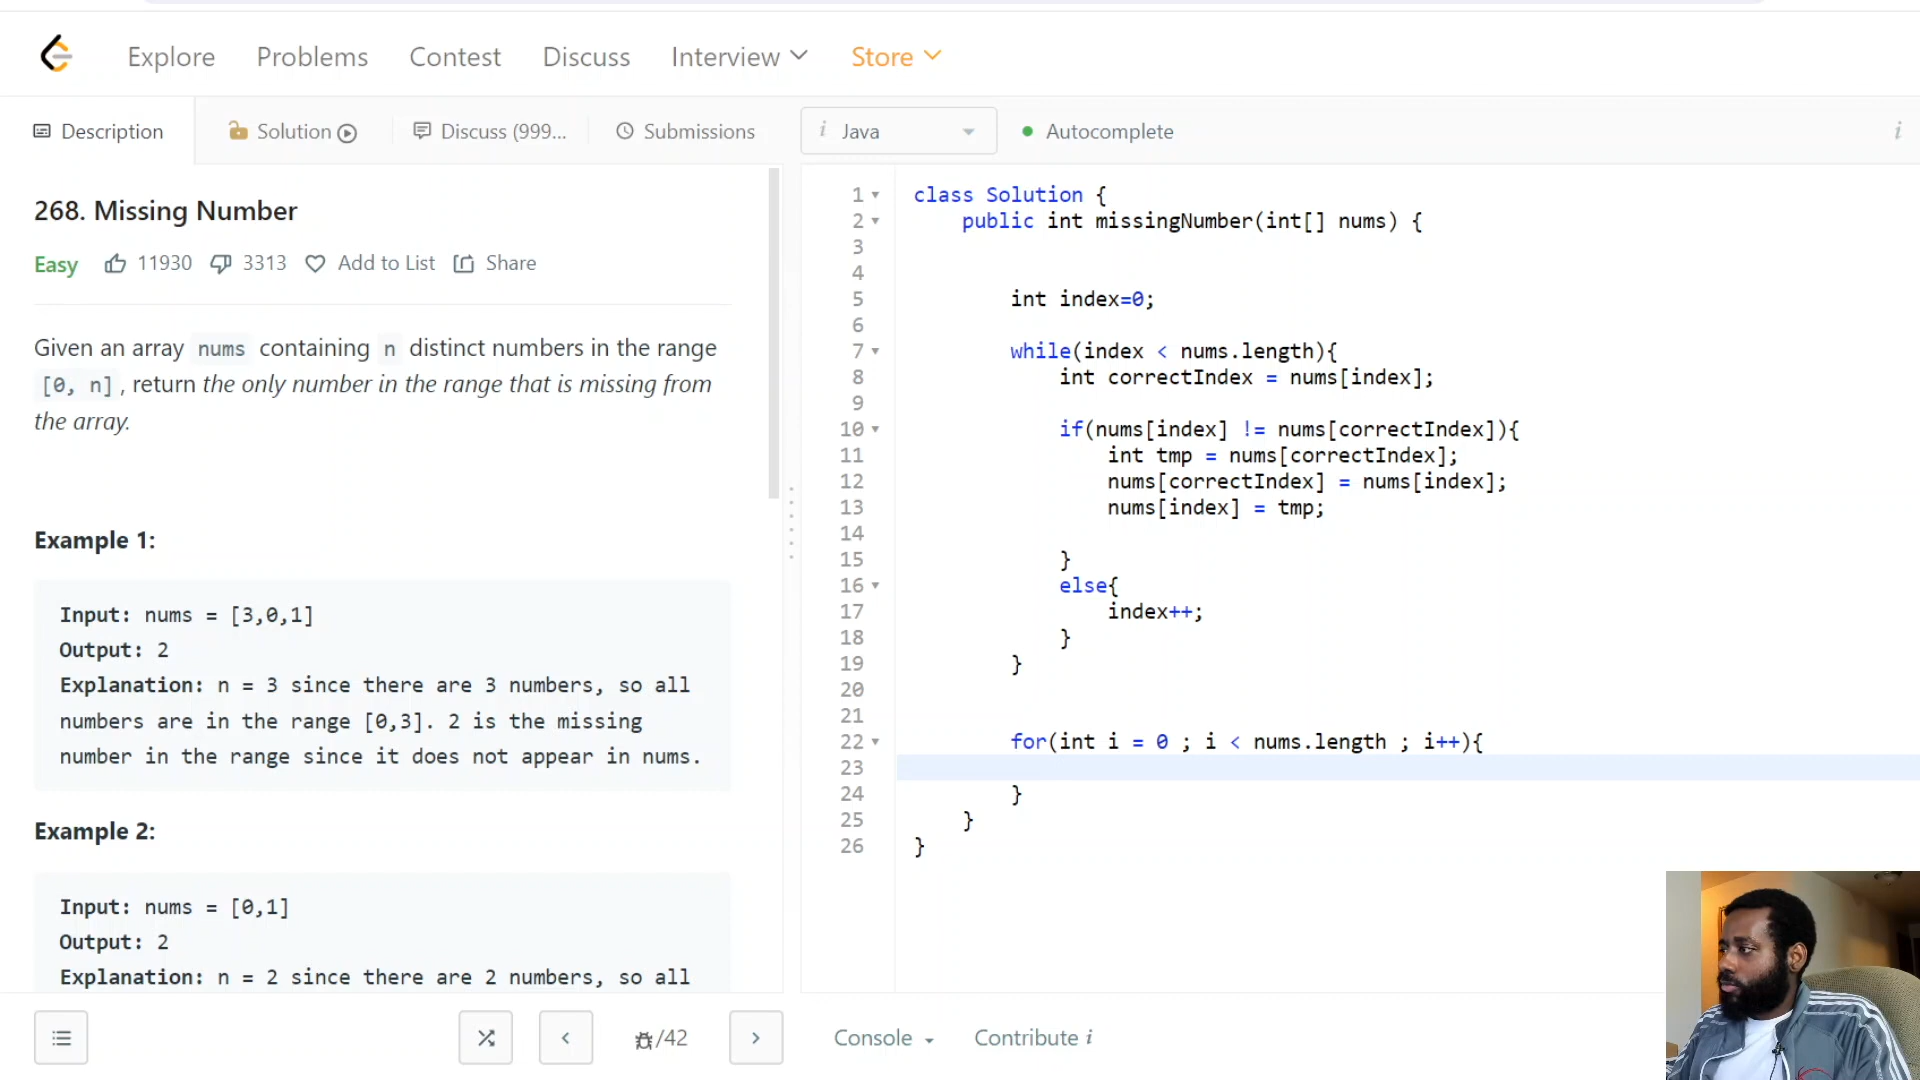 Explore Problems Contest Discuss Interview Store
Description Solution Discuss (999... Submissions
i Java Autocomplete i
268. Missing Number
Easy 11930 3313 Add to List Share
Given an array nums containing n distinct numbers in the range
[0, n], return the only number in the range that is missing from
the array.
Example 1:
Input: nums = [3,0,1]
Output: 2
Explanation: n = 3 since there are 3 numbers, so all
numbers are in the range [0,3]. 2 is the missing
number in the range since it does not appear in nums.
Example 2:
Input: nums = [0,1]
Output: 2
Explanation: n = 2 since there are 2 numbers, so all
1 class Solution {
2     public int missingNumber(int[] nums) {
3
4
5         int index=0;
6
7         while(index < nums.length){
8             int correctIndex = nums[index];
9
10             if(nums[index] != nums[correctIndex]){
11                 int tmp = nums[correctIndex];
12                 nums[correctIndex] = nums[index];
13                 nums[index] = tmp;
14
15             }
16             else{
17                 index++;
18             }
19         }
20
21
22         for(int i = 0 ; i < nums.length ; i++){
23
24         }
25     }
26 }
/42
Console Contribute i